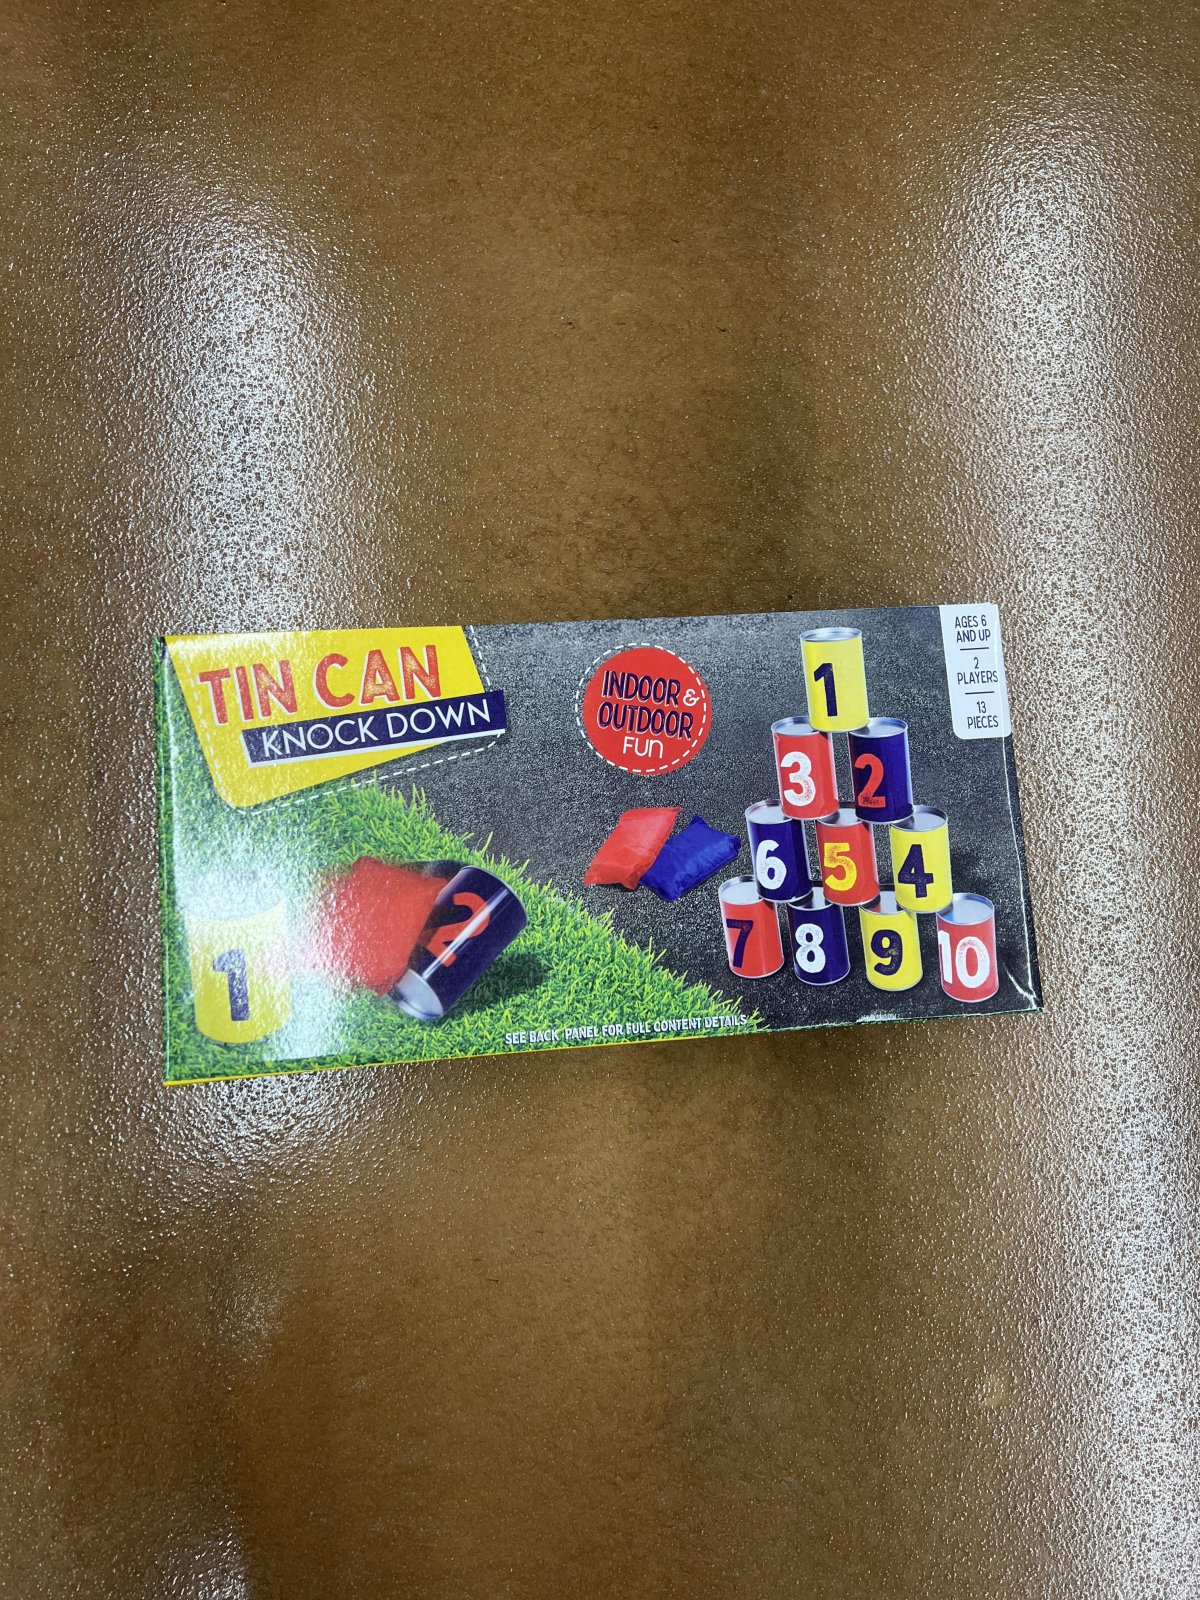 TIN CAN
KNOCK DOWN
INDOOR &
OUTDOOR
FUN
AGES 6
AND UP
2
PLAYERS
13
PIECES
1
3 2
6 5 4
7 8 9 10
1 2
SEE BACK PANEL FOR FULL CONTENT DETAILS